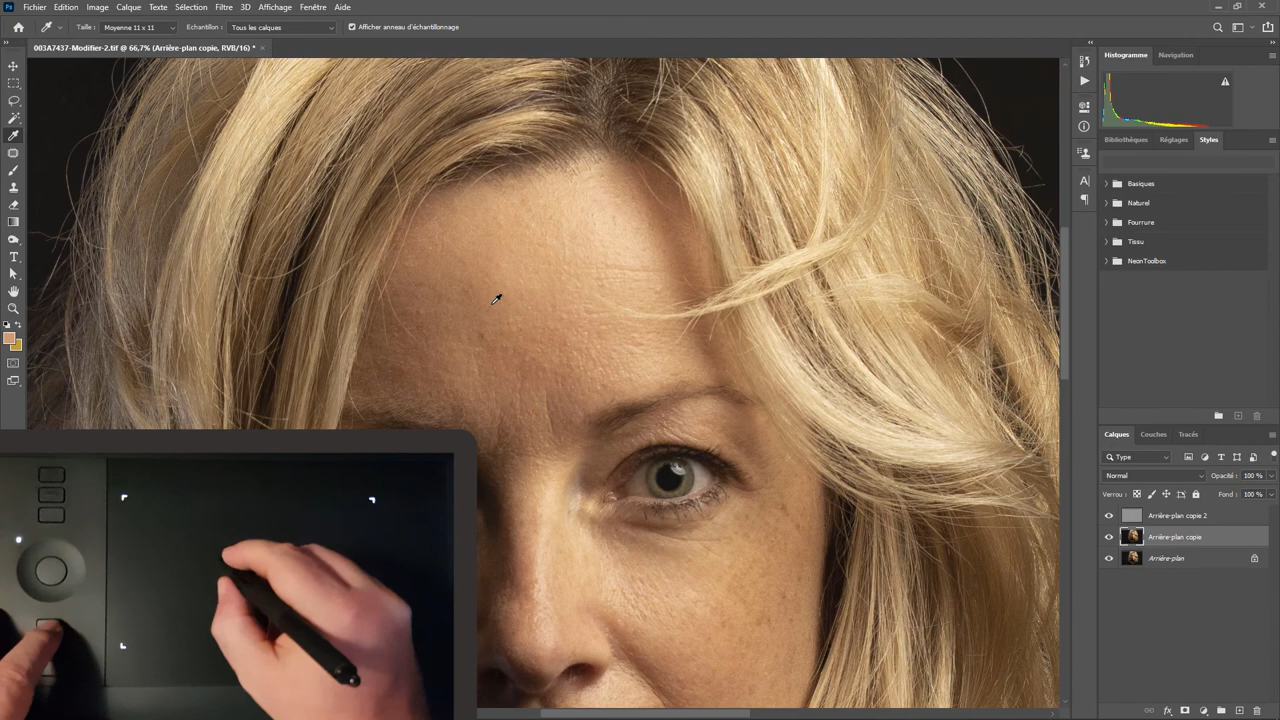 Ps Fichier Edition Image Calque Texte Sélection Filtre 3D Affichage Fenêtre Aide
Taille : Moyenne 11 x 11 Echantillon : Tous les calques Afficher anneau d'échantillonnage
003A7437-Modifier-2.tif @ 66,7% (Arrière-plan copie, RVB/16) *
Histogramme Navigation
Bibliothèques Réglages Styles
Basiques
Naturel
Fourrure
Tissu
NeonToolbox
Calques Couches Tracés
Type
Normal Opacité : 100 %
Verrou : Fond : 100 %
Arrière-plan copie 2
Arrière-plan copie
Arrière-plan